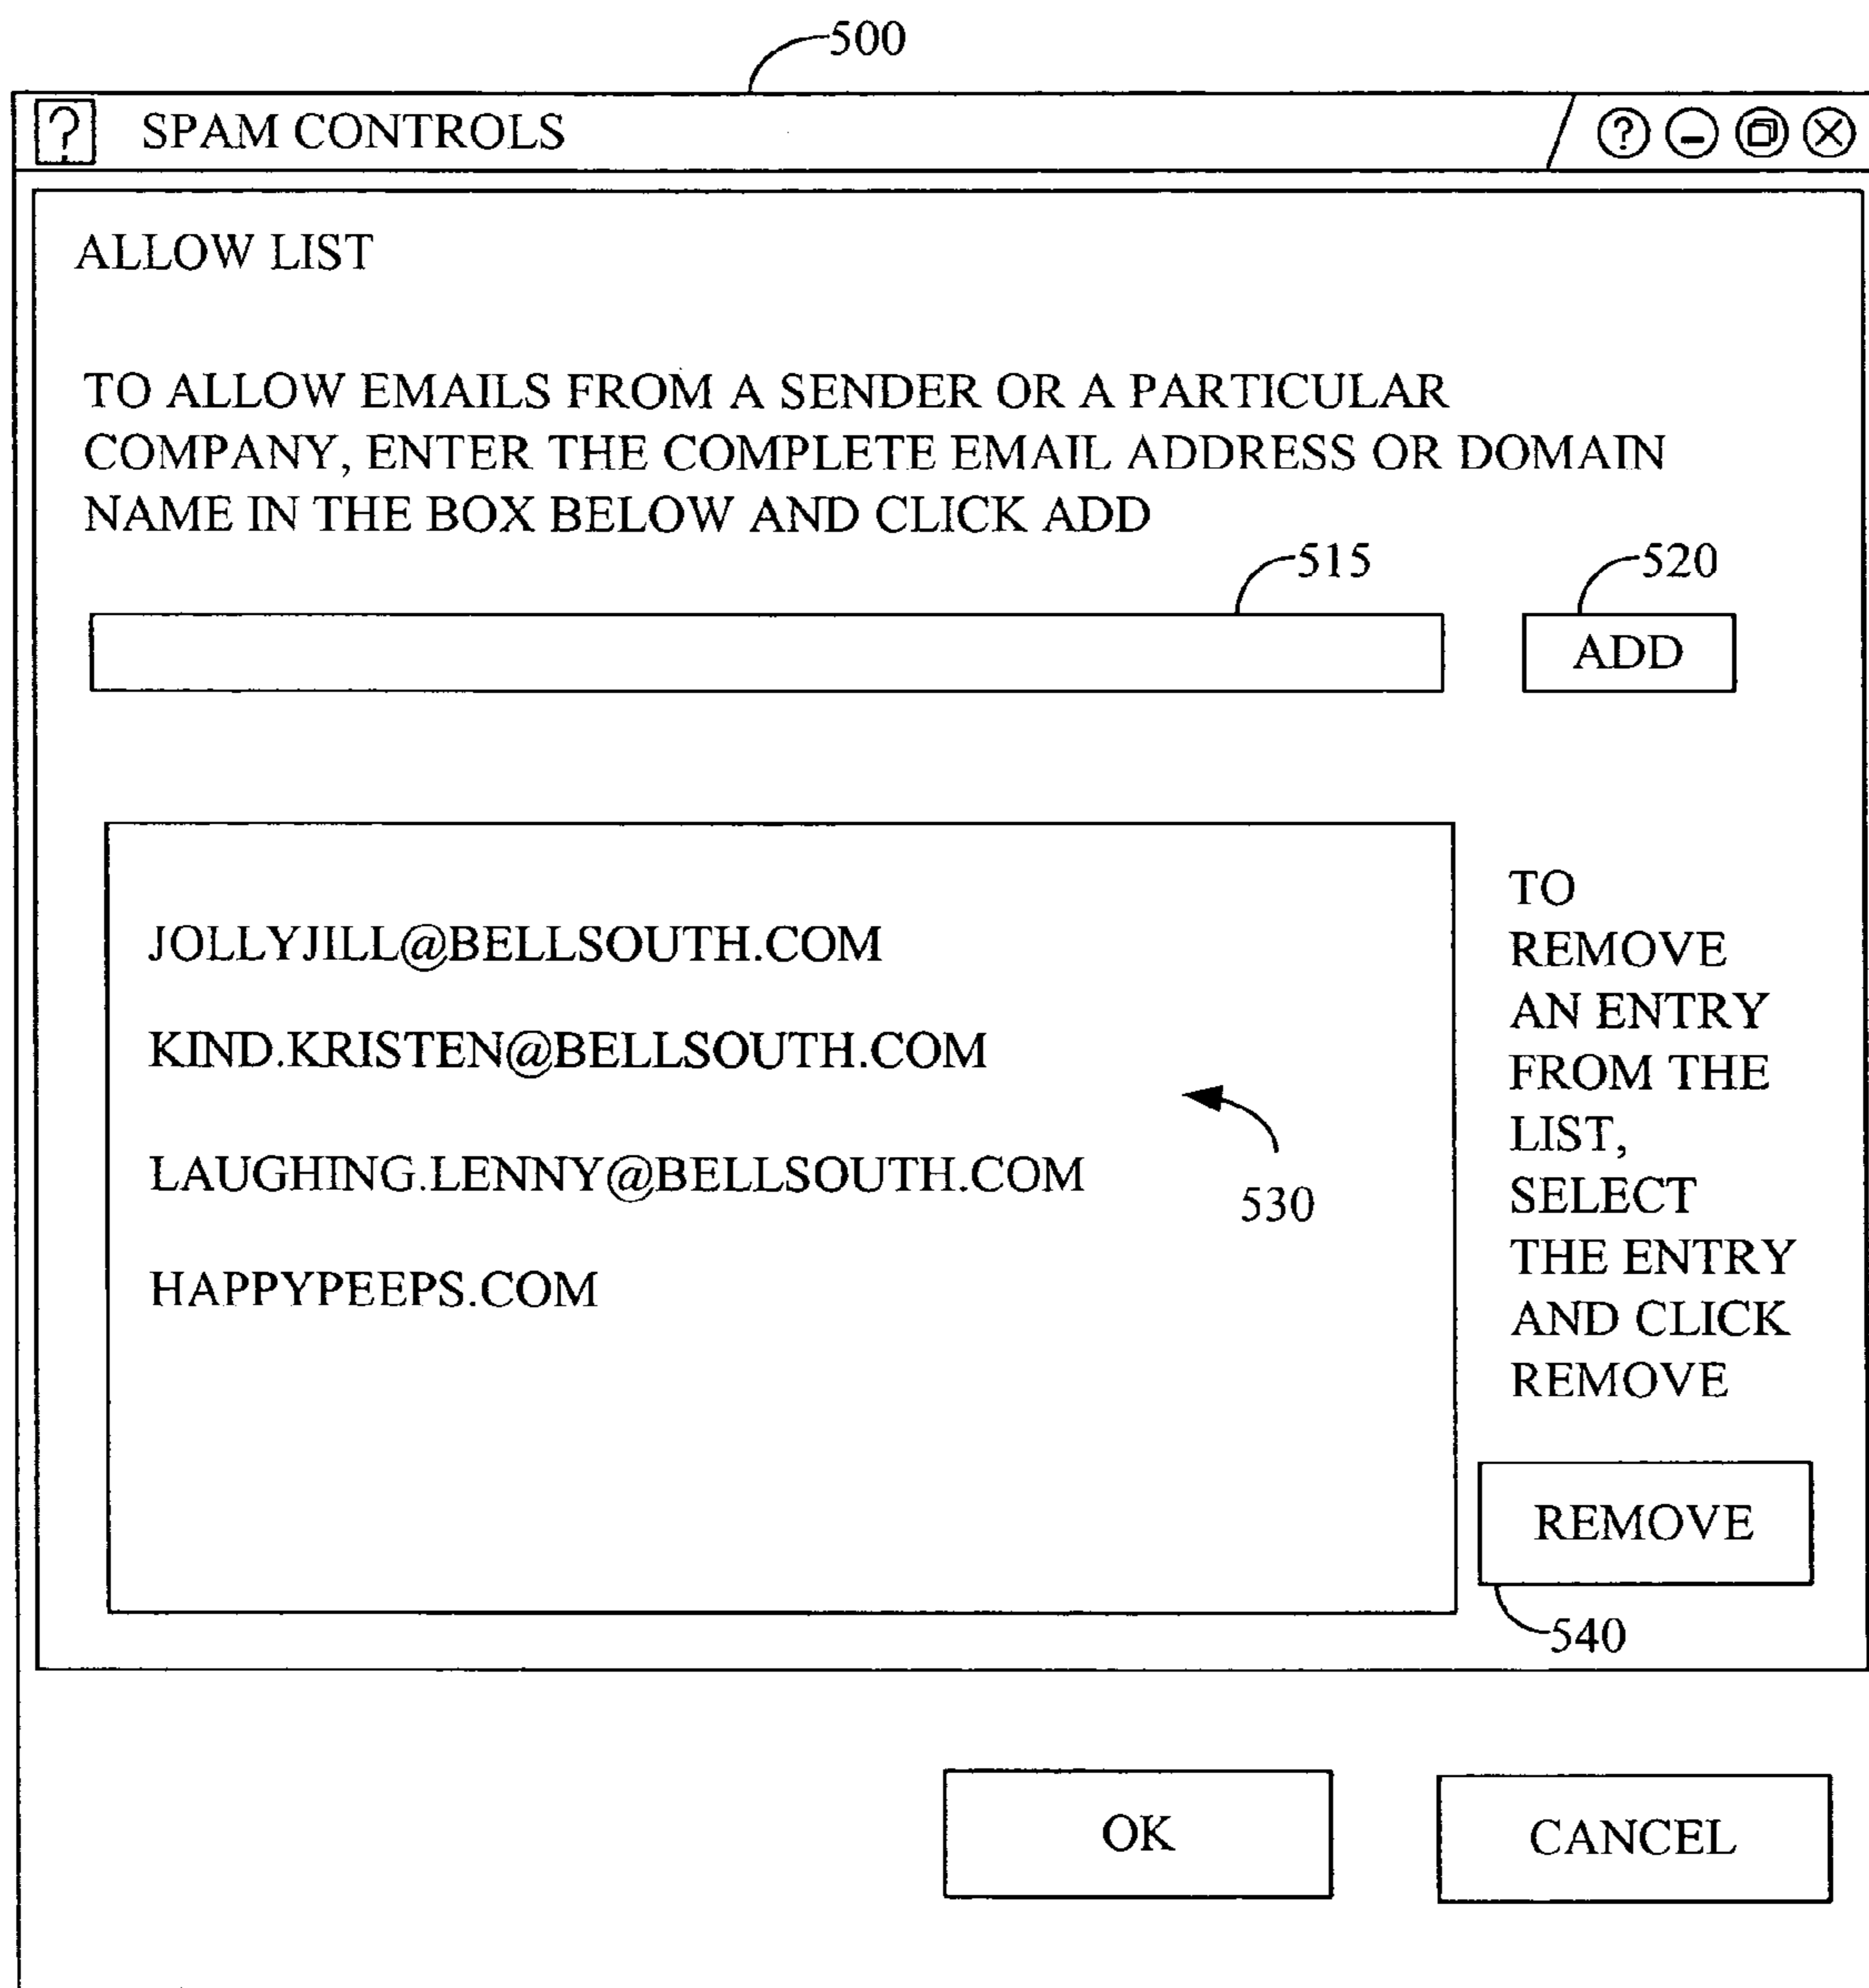 500
? SPAM CONTROLS ?
ALLOW LIST
TO ALLOW EMAILS FROM A SENDER OR A PARTICULAR
COMPANY, ENTER THE COMPLETE EMAIL ADDRESS OR DOMAIN
NAME IN THE BOX BELOW AND CLICK ADD
515
520
ADD
JOLLYJILL@BELLSOUTH.COM
KIND.KRISTEN@BELLSOUTH.COM
LAUGHING.LENNY@BELLSOUTH.COM
HAPPYPEEPS.COM
530
TO
REMOVE
AN ENTRY
FROM THE
LIST,
SELECT
THE ENTRY
AND CLICK
REMOVE
REMOVE
540
OK
CANCEL